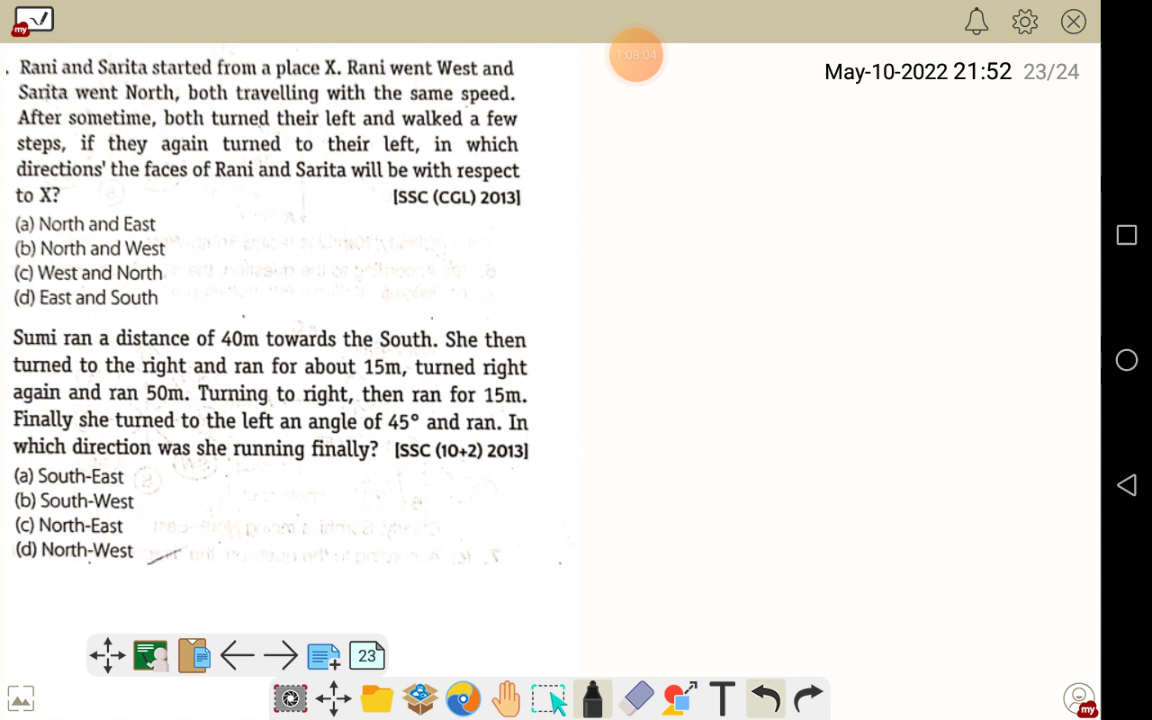 my
1:08:04
May-10-2022 21:52 23/24
. Rani and Sarita started from a place X. Rani went West and
Sarita went North, both travelling with the same speed.
After sometime, both turned their left and walked a few
steps, if they again turned to their left, in which
directions' the faces of Rani and Sarita will be with respect
to X? [SSC (CGL) 2013]
(a) North and East
(b) North and West
(c) West and North
(d) East and South
Sumi ran a distance of 40m towards the South. She then
turned to the right and ran for about 15m, turned right
again and ran 50m. Turning to right, then ran for 15m.
Finally she turned to the left an angle of 45° and ran. In
which direction was she running finally? [SSC (10+2) 2013]
(a) South-East
(b) South-West
(c) North-East
(d) North-West
23
T
my